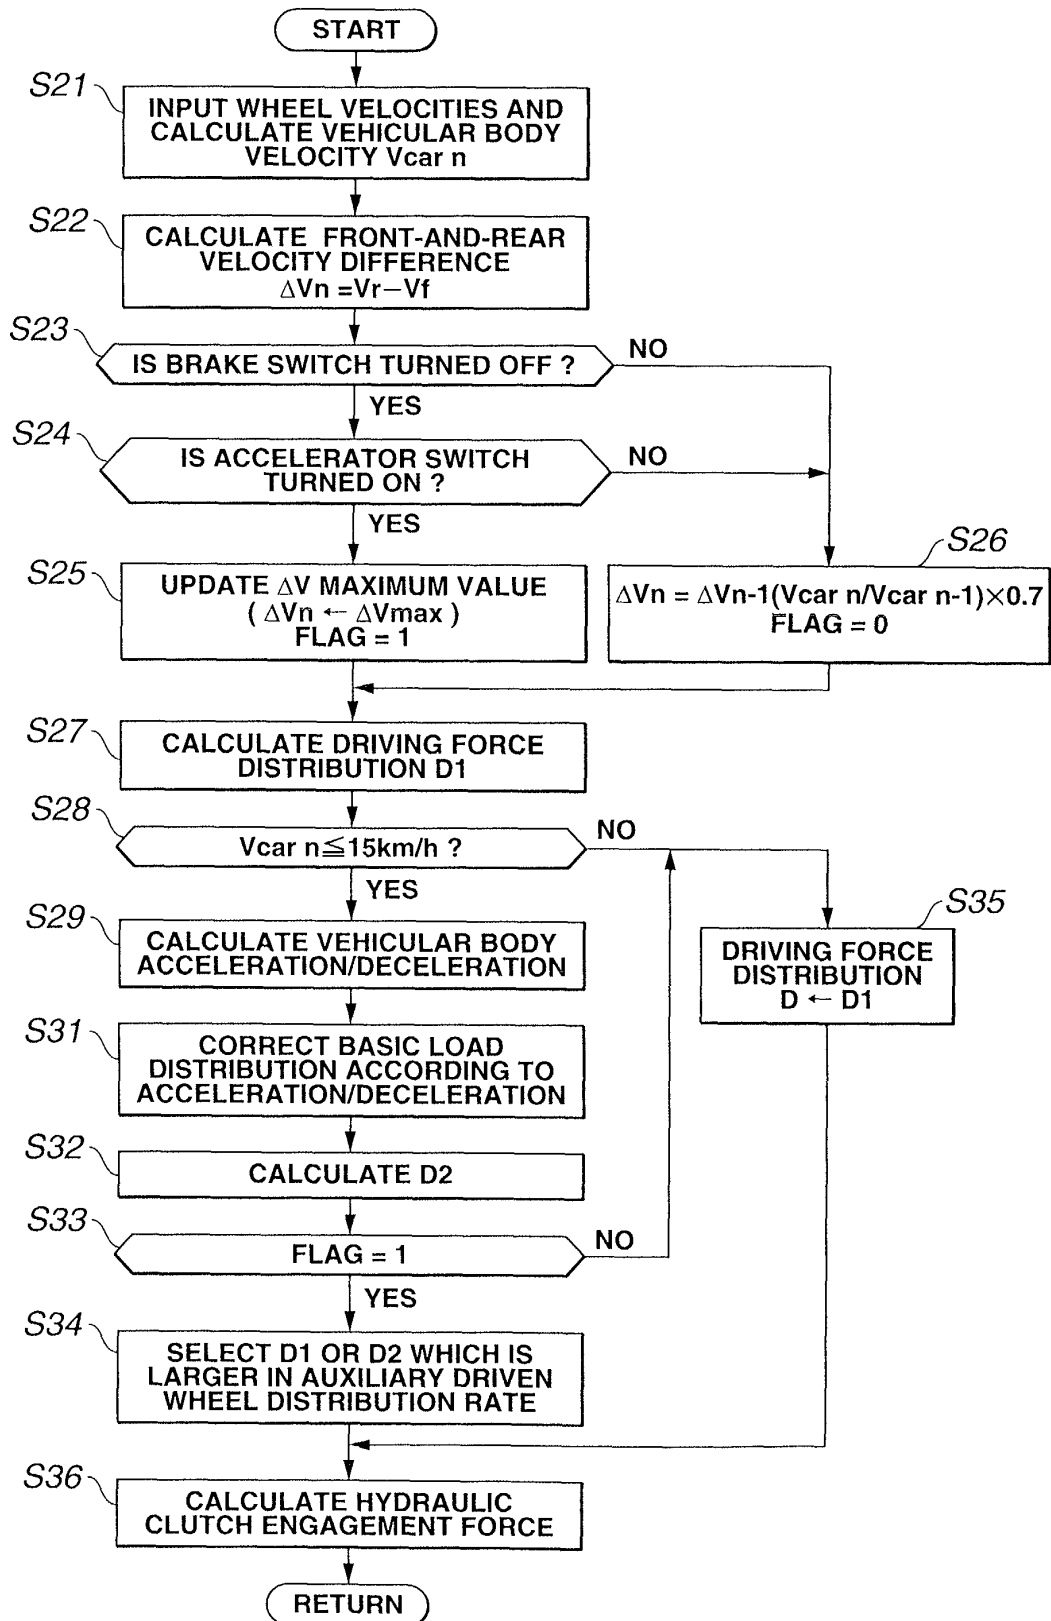 START
S21
INPUT WHEEL VELOCITIES AND
CALCULATE VEHICULAR BODY
VELOCITY Vcar n
S22
CALCULATE FRONT-AND-REAR
VELOCITY DIFFERENCE
ΔVn =Vr−Vf
S23
IS BRAKE SWITCH TURNED OFF ?
NO
YES
S24
IS ACCELERATOR SWITCH
TURNED ON ?
NO
YES
S25
UPDATE ΔV MAXIMUM VALUE
( ΔVn ← ΔVmax )
FLAG = 1
S26
ΔVn = ΔVn-1(Vcar n/Vcar n-1)×0.7
FLAG = 0
S27
CALCULATE DRIVING FORCE
DISTRIBUTION D1
S28
Vcar n≦15km/h ?
NO
YES
S29
CALCULATE VEHICULAR BODY
ACCELERATION/DECELERATION
S35
DRIVING FORCE
DISTRIBUTION
D ← D1
S31
CORRECT BASIC LOAD
DISTRIBUTION ACCORDING TO
ACCELERATION/DECELERATION
S32
CALCULATE D2
S33
FLAG = 1
NO
YES
S34
SELECT D1 OR D2 WHICH IS
LARGER IN AUXILIARY DRIVEN
WHEEL DISTRIBUTION RATE
S36
CALCULATE HYDRAULIC
CLUTCH ENGAGEMENT FORCE
RETURN